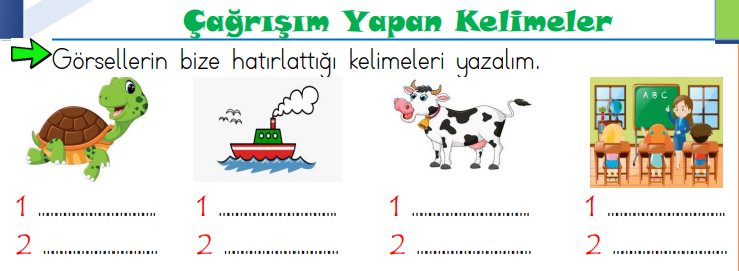 Çağrışım Yapan Kelimeler
Görsellerin bize hatırlattığı kelimeleri yazalım.
A B C
1 ........................ 1 ........................ 1 ........................ 1 ........................
2 ........................ 2 ........................ 2 ........................ 2 ........................